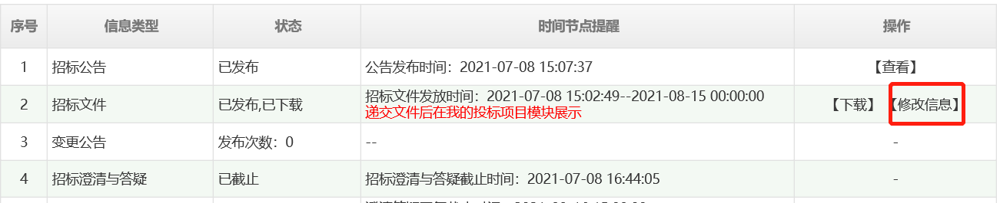 序号 信息类型 状态 时间节点提醒 操作
1 招标公告 已发布 公告发布时间：2021-07-08 15:07:37 【查看】
2 招标文件 已发布,已下载 招标文件发放时间：2021-07-08 15:02:49--2021-08-15 00:00:00 【下载】 【修改信息】
递交文件后在我的投标项目模块展示
3 变更公告 发布次数：0 -- -
4 招标澄清与答疑 已截止 招标澄清与答疑截止时间：2021-07-08 16:44:05 -